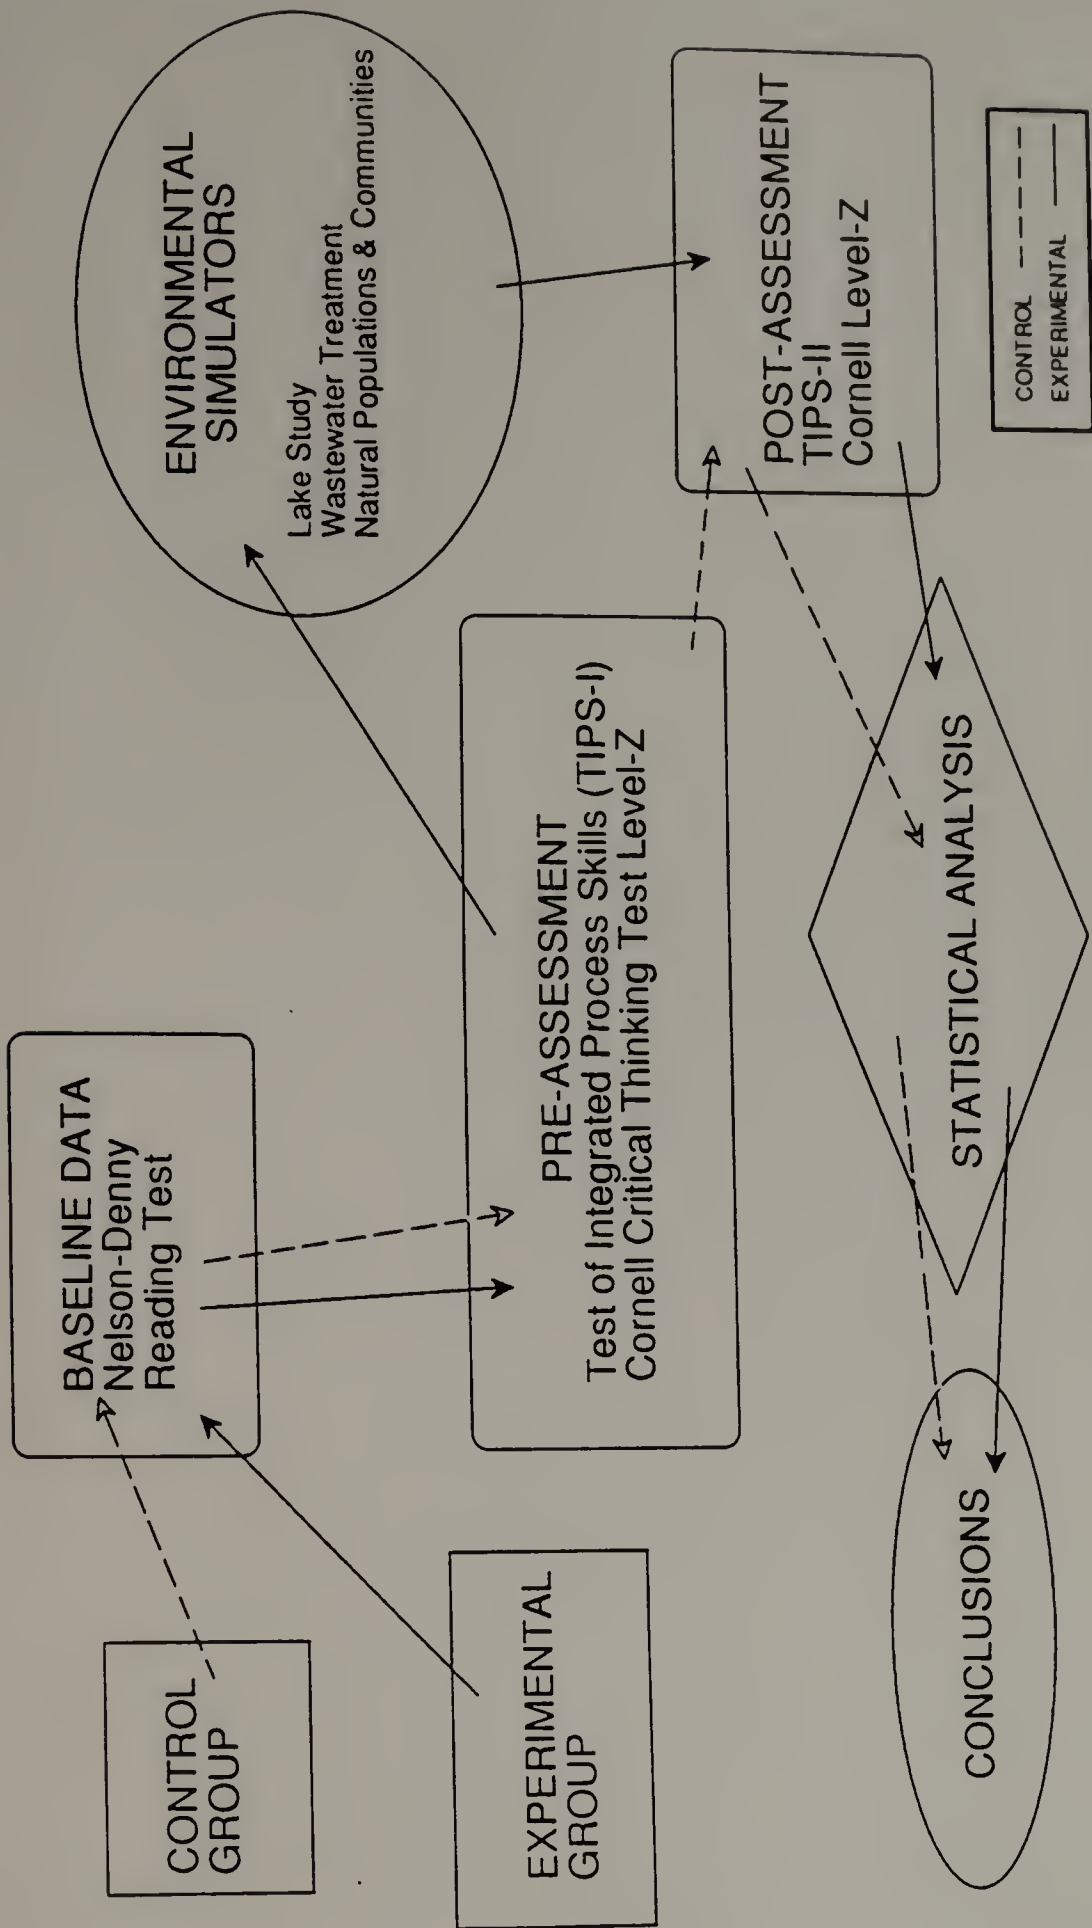 CONTROL
GROUP
EXPERIMENTAL
GROUP
BASELINE DATA
Nelson-Denny
Reading Test
PRE-ASSESSMENT
Test of Integrated Process Skills (TIPS-I)
Cornell Critical Thinking Test Level-Z
ENVIRONMENTAL
SIMULATORS
Lake Study
Wastewater Treatment
Natural Populations & Communities
POST-ASSESSMENT
TIPS-II
Cornell Level-Z
STATISTICAL ANALYSIS
CONCLUSIONS
CONTROL
EXPERIMENTAL